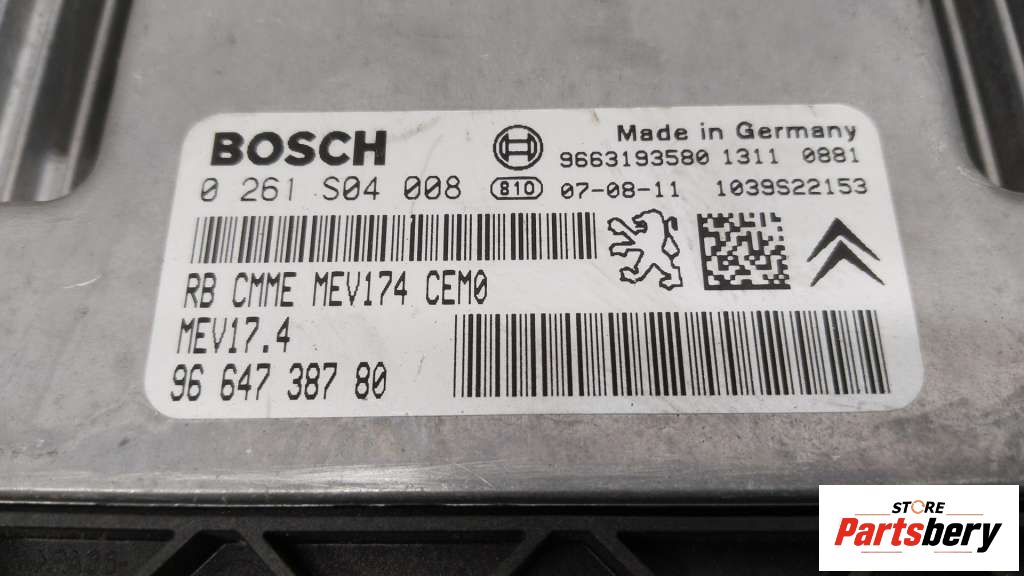 BOSCH
Made in Germany
9663193580 1311 0881
0 261 S04 008 810 07-08-11 1039S22153
RB CMME MEV174 CEM0
MEV17.4
96 647 387 80
STORE
Partsbery